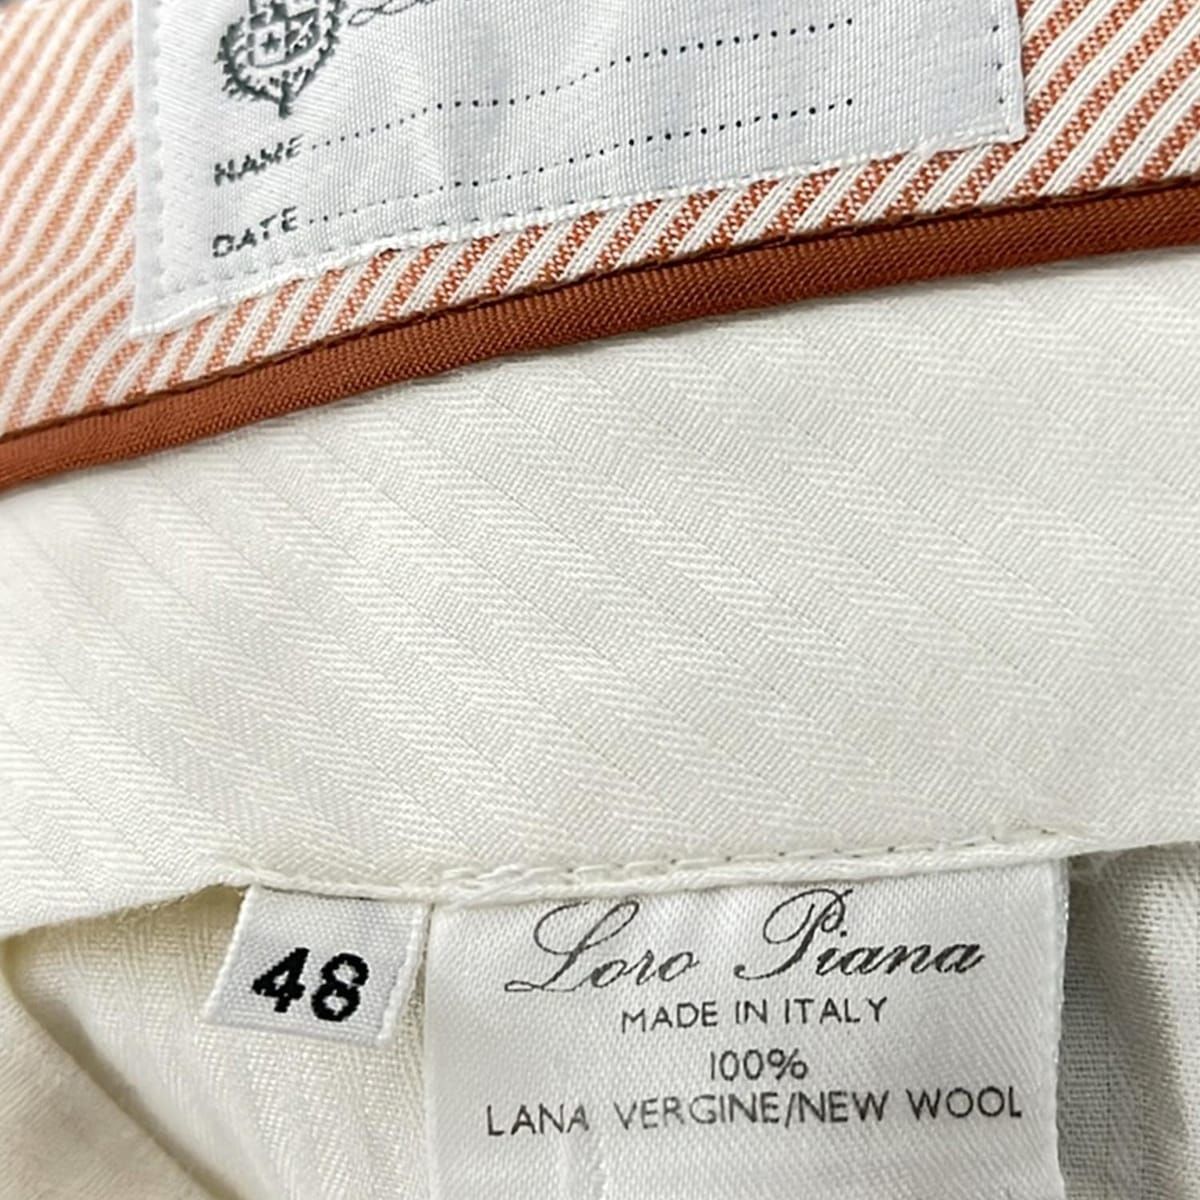 NAME
DATE
48
Loro Piana
MADE IN ITALY
100%
LANA VERGINE/NEW WOOL